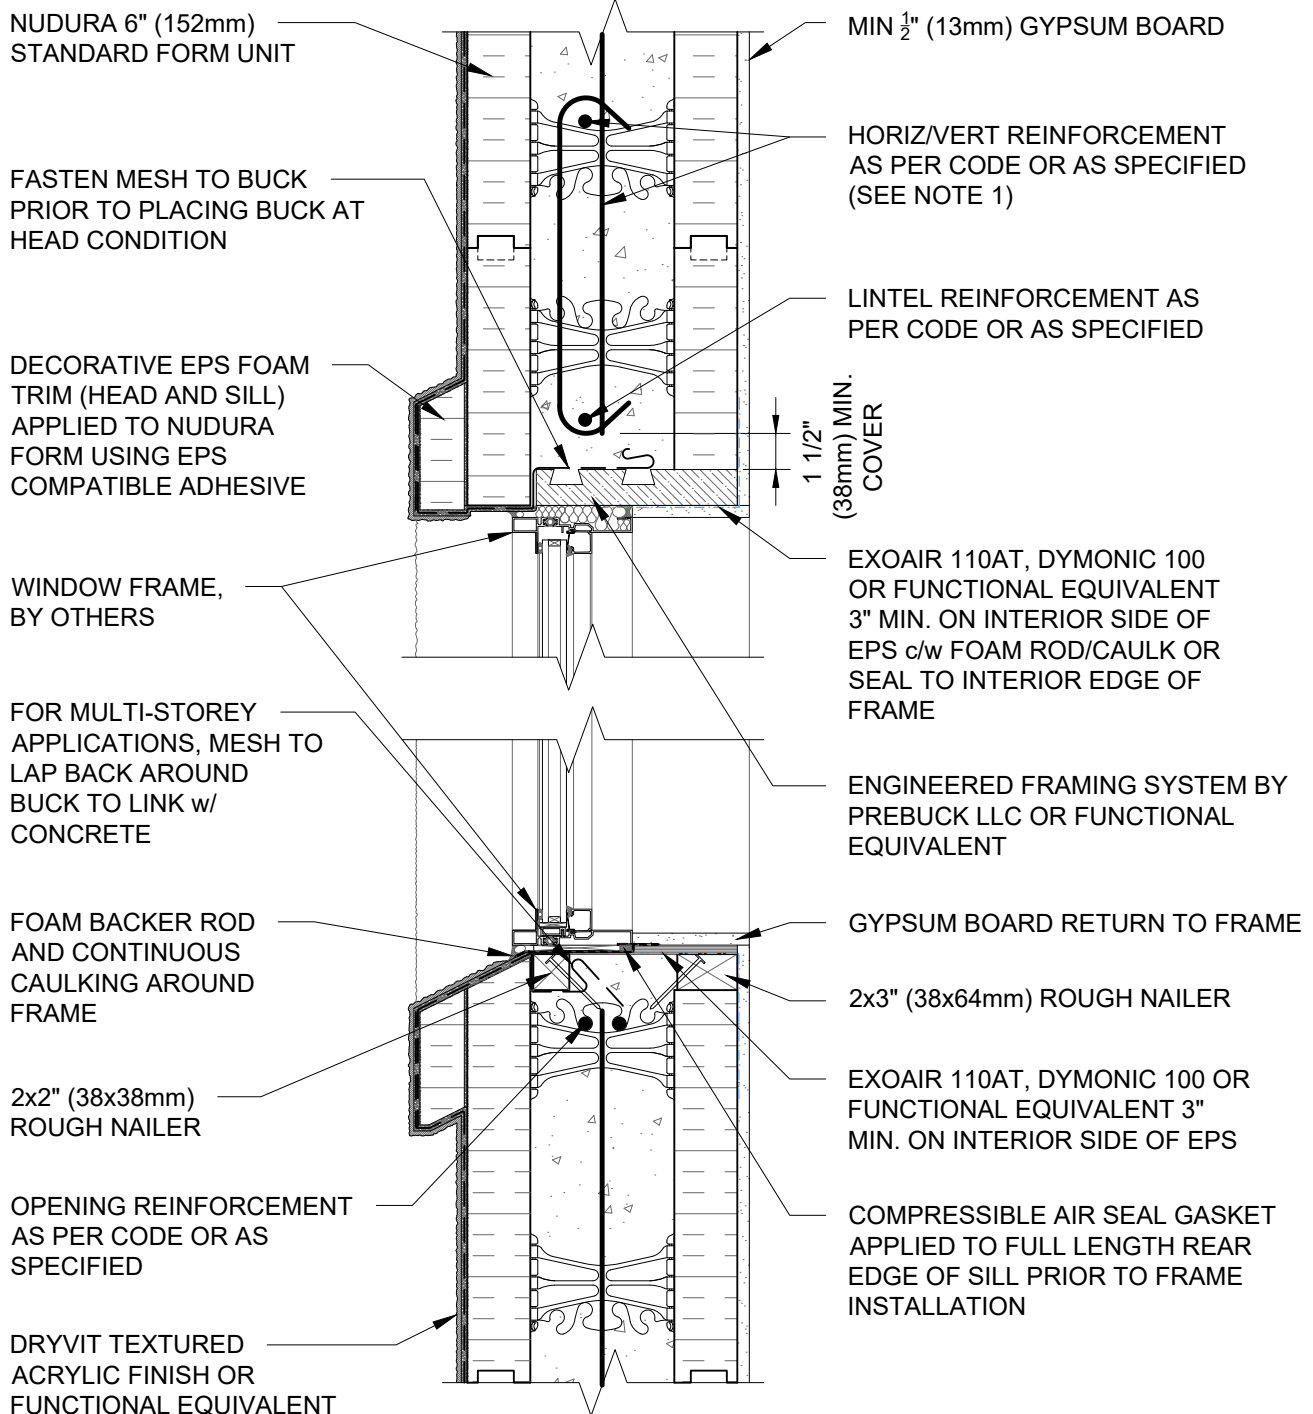 NUDURA 6" (152mm)
STANDARD FORM UNIT
FASTEN MESH TO BUCK
PRIOR TO PLACING BUCK AT
HEAD CONDITION
DECORATIVE EPS FOAM
TRIM (HEAD AND SILL)
APPLIED TO NUDURA
FORM USING EPS
COMPATIBLE ADHESIVE
WINDOW FRAME,
BY OTHERS
FOR MULTI-STOREY
APPLICATIONS, MESH TO
LAP BACK AROUND
BUCK TO LINK w/
CONCRETE
FOAM BACKER ROD
AND CONTINUOUS
CAULKING AROUND
FRAME
2x2" (38x38mm)
ROUGH NAILER
OPENING REINFORCEMENT
AS PER CODE OR AS
SPECIFIED
DRYVIT TEXTURED
ACRYLIC FINISH OR
FUNCTIONAL EQUIVALENT
MIN 1/2" (13mm) GYPSUM BOARD
HORIZ/VERT REINFORCEMENT
AS PER CODE OR AS SPECIFIED
(SEE NOTE 1)
LINTEL REINFORCEMENT AS
PER CODE OR AS SPECIFIED
1 1/2"
(38mm) MIN.
COVER
EXOAIR 110AT, DYMONIC 100
OR FUNCTIONAL EQUIVALENT
3" MIN. ON INTERIOR SIDE OF
EPS c/w FOAM ROD/CAULK OR
SEAL TO INTERIOR EDGE OF
FRAME
ENGINEERED FRAMING SYSTEM BY
PREBUCK LLC OR FUNCTIONAL
EQUIVALENT
GYPSUM BOARD RETURN TO FRAME
2x3" (38x64mm) ROUGH NAILER
EXOAIR 110AT, DYMONIC 100 OR
FUNCTIONAL EQUIVALENT 3"
MIN. ON INTERIOR SIDE OF EPS
COMPRESSIBLE AIR SEAL GASKET
APPLIED TO FULL LENGTH REAR
EDGE OF SILL PRIOR TO FRAME
INSTALLATION